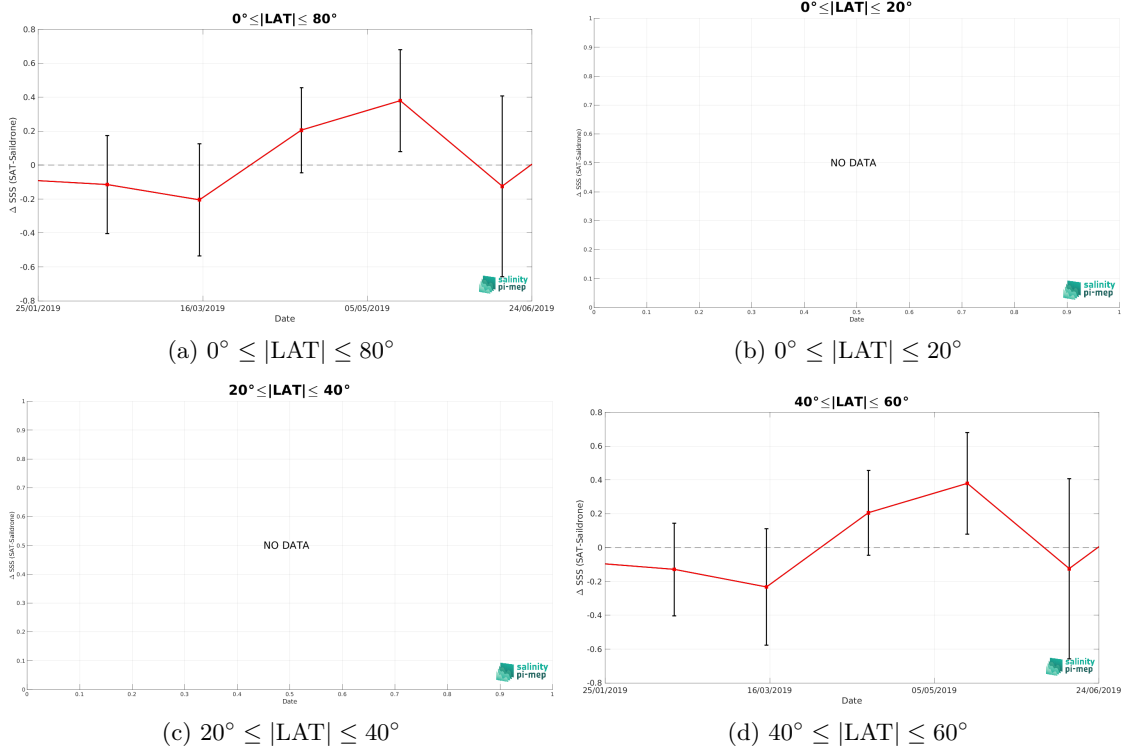 0°≤|LAT|≤ 80°
0.8
0.6
0.4
0.2
0
-0.2
-0.4
-0.6
-0.8
Δ SSS (SAT-Saildrone)
25/01/2019 16/03/2019 05/05/2019 24/06/2019
Date
salinity
pi-mep
(a) 0° ≤ |LAT| ≤ 80°
0°≤|LAT|≤ 20°
1
0.9
0.8
0.7
0.6
0.5
0.4
0.3
0.2
0.1
0
Δ SSS (SAT-Saildrone)
NO DATA
0 0.1 0.2 0.3 0.4 0.5 0.6 0.7 0.8 0.9 1
Date
salinity
pi-mep
(b) 0° ≤ |LAT| ≤ 20°
20°≤|LAT|≤ 40°
1
0.9
0.8
0.7
0.6
0.5
0.4
0.3
0.2
0.1
0
Δ SSS (SAT-Saildrone)
NO DATA
0 0.1 0.2 0.3 0.4 0.5 0.6 0.7 0.8 0.9 1
Date
salinity
pi-mep
(c) 20° ≤ |LAT| ≤ 40°
40°≤|LAT|≤ 60°
0.8
0.6
0.4
0.2
0
-0.2
-0.4
-0.6
-0.8
Δ SSS (SAT-Saildrone)
25/01/2019 16/03/2019 05/05/2019 24/06/2019
Date
salinity
pi-mep
(d) 40° ≤ |LAT| ≤ 60°